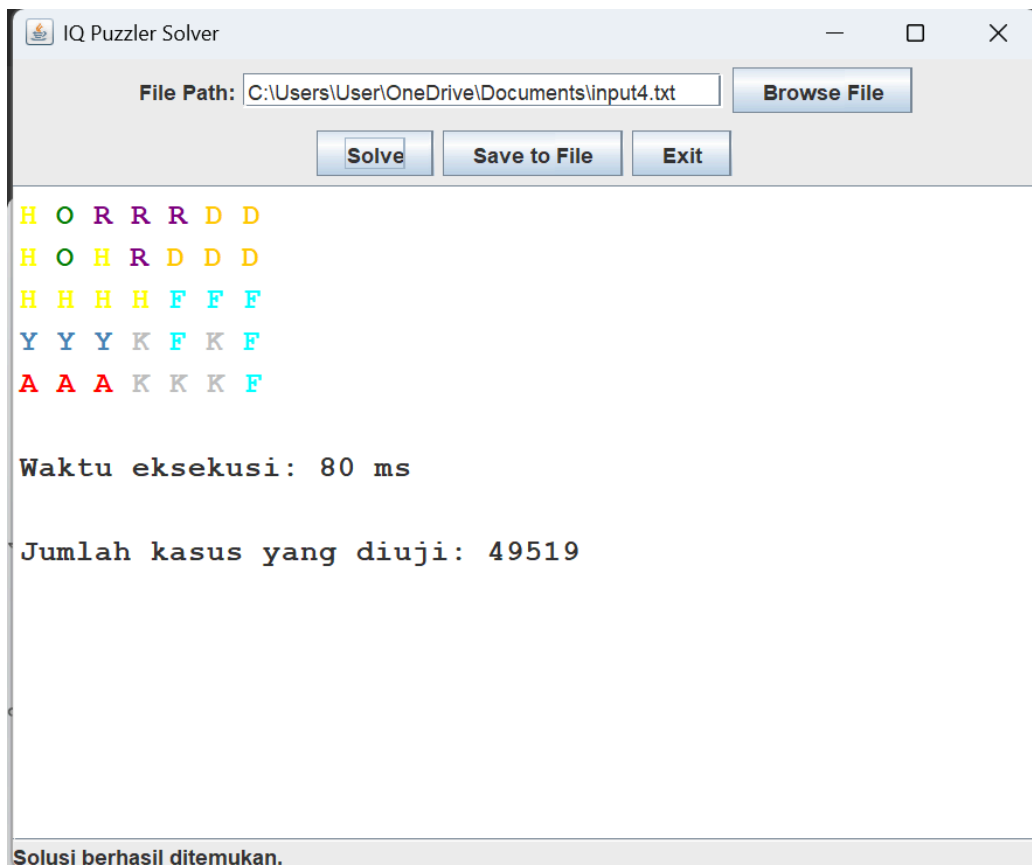 IQ Puzzler Solver
File Path: C:\Users\User\OneDrive\Documents\input4.txt Browse File
Solve Save to File Exit
H O R R R D D
H O H R D D D
H H H H F F F
Y Y Y K F K F
A A A K K K F
Waktu eksekusi: 80 ms
Jumlah kasus yang diuji: 49519
Solusi berhasil ditemukan.